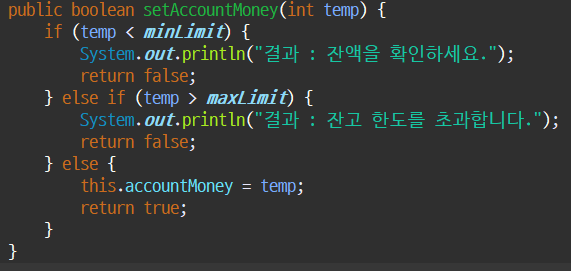 public boolean setAccountMoney(int temp) {
    if (temp < minLimit) {
        System.out.println("결과 : 잔액을 확인하세요.");
        return false;
    } else if (temp > maxLimit) {
        System.out.println("결과 : 잔고 한도를 초과합니다.");
        return false;
    } else {
        this.accountMoney = temp;
        return true;
    }
}